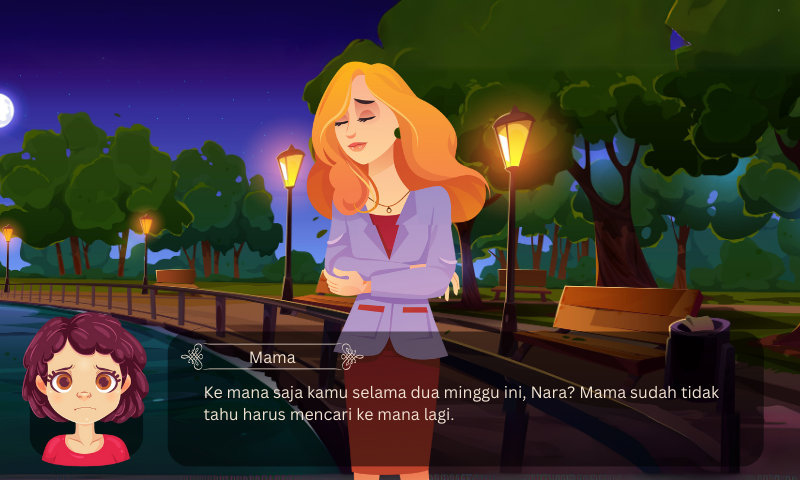 Mama
Ke mana saja kamu selama dua minggu ini, Nara? Mama sudah tidak
tahu harus mencari ke mana lagi.